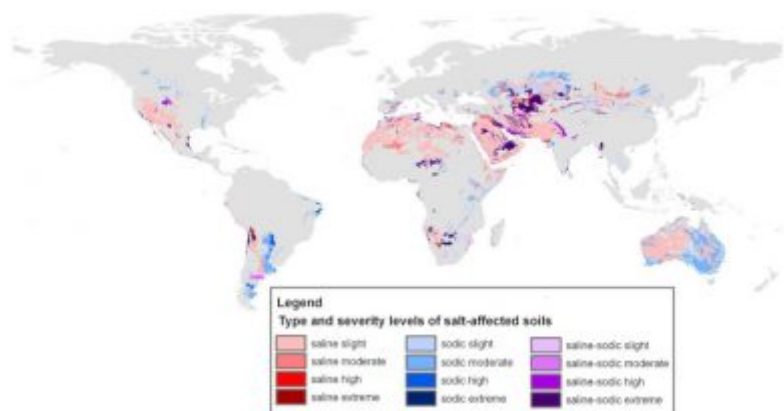 Legend
Type and severity levels of salt-affected soils
saline slight
saline moderate
saline high
saline extreme
sodic slight
sodic moderate
sodic high
sodic extreme
saline-sodic slight
saline-sodic moderate
saline-sodic high
saline-sodic extreme